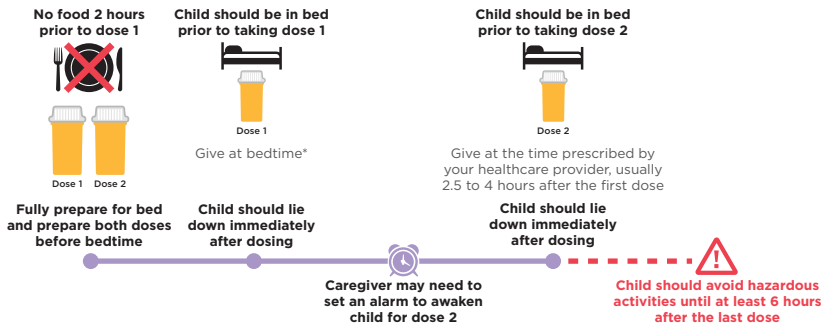 No food 2 hours
prior to dose 1
Dose 1
Dose 2
Fully prepare for bed
and prepare both doses
before bedtime
Child should be in bed
prior to taking dose 1
Dose 1
Give at bedtime*
Child should lie
down immediately
after dosing
Caregiver may need to
set an alarm to awaken
child for dose 2
Child should be in bed
prior to taking dose 2
Dose 2
Give at the time prescribed by
your healthcare provider, usually
2.5 to 4 hours after the first dose
Child should lie
down immediately
after dosing
!
Child should avoid hazardous
activities until at least 6 hours
after the last dose